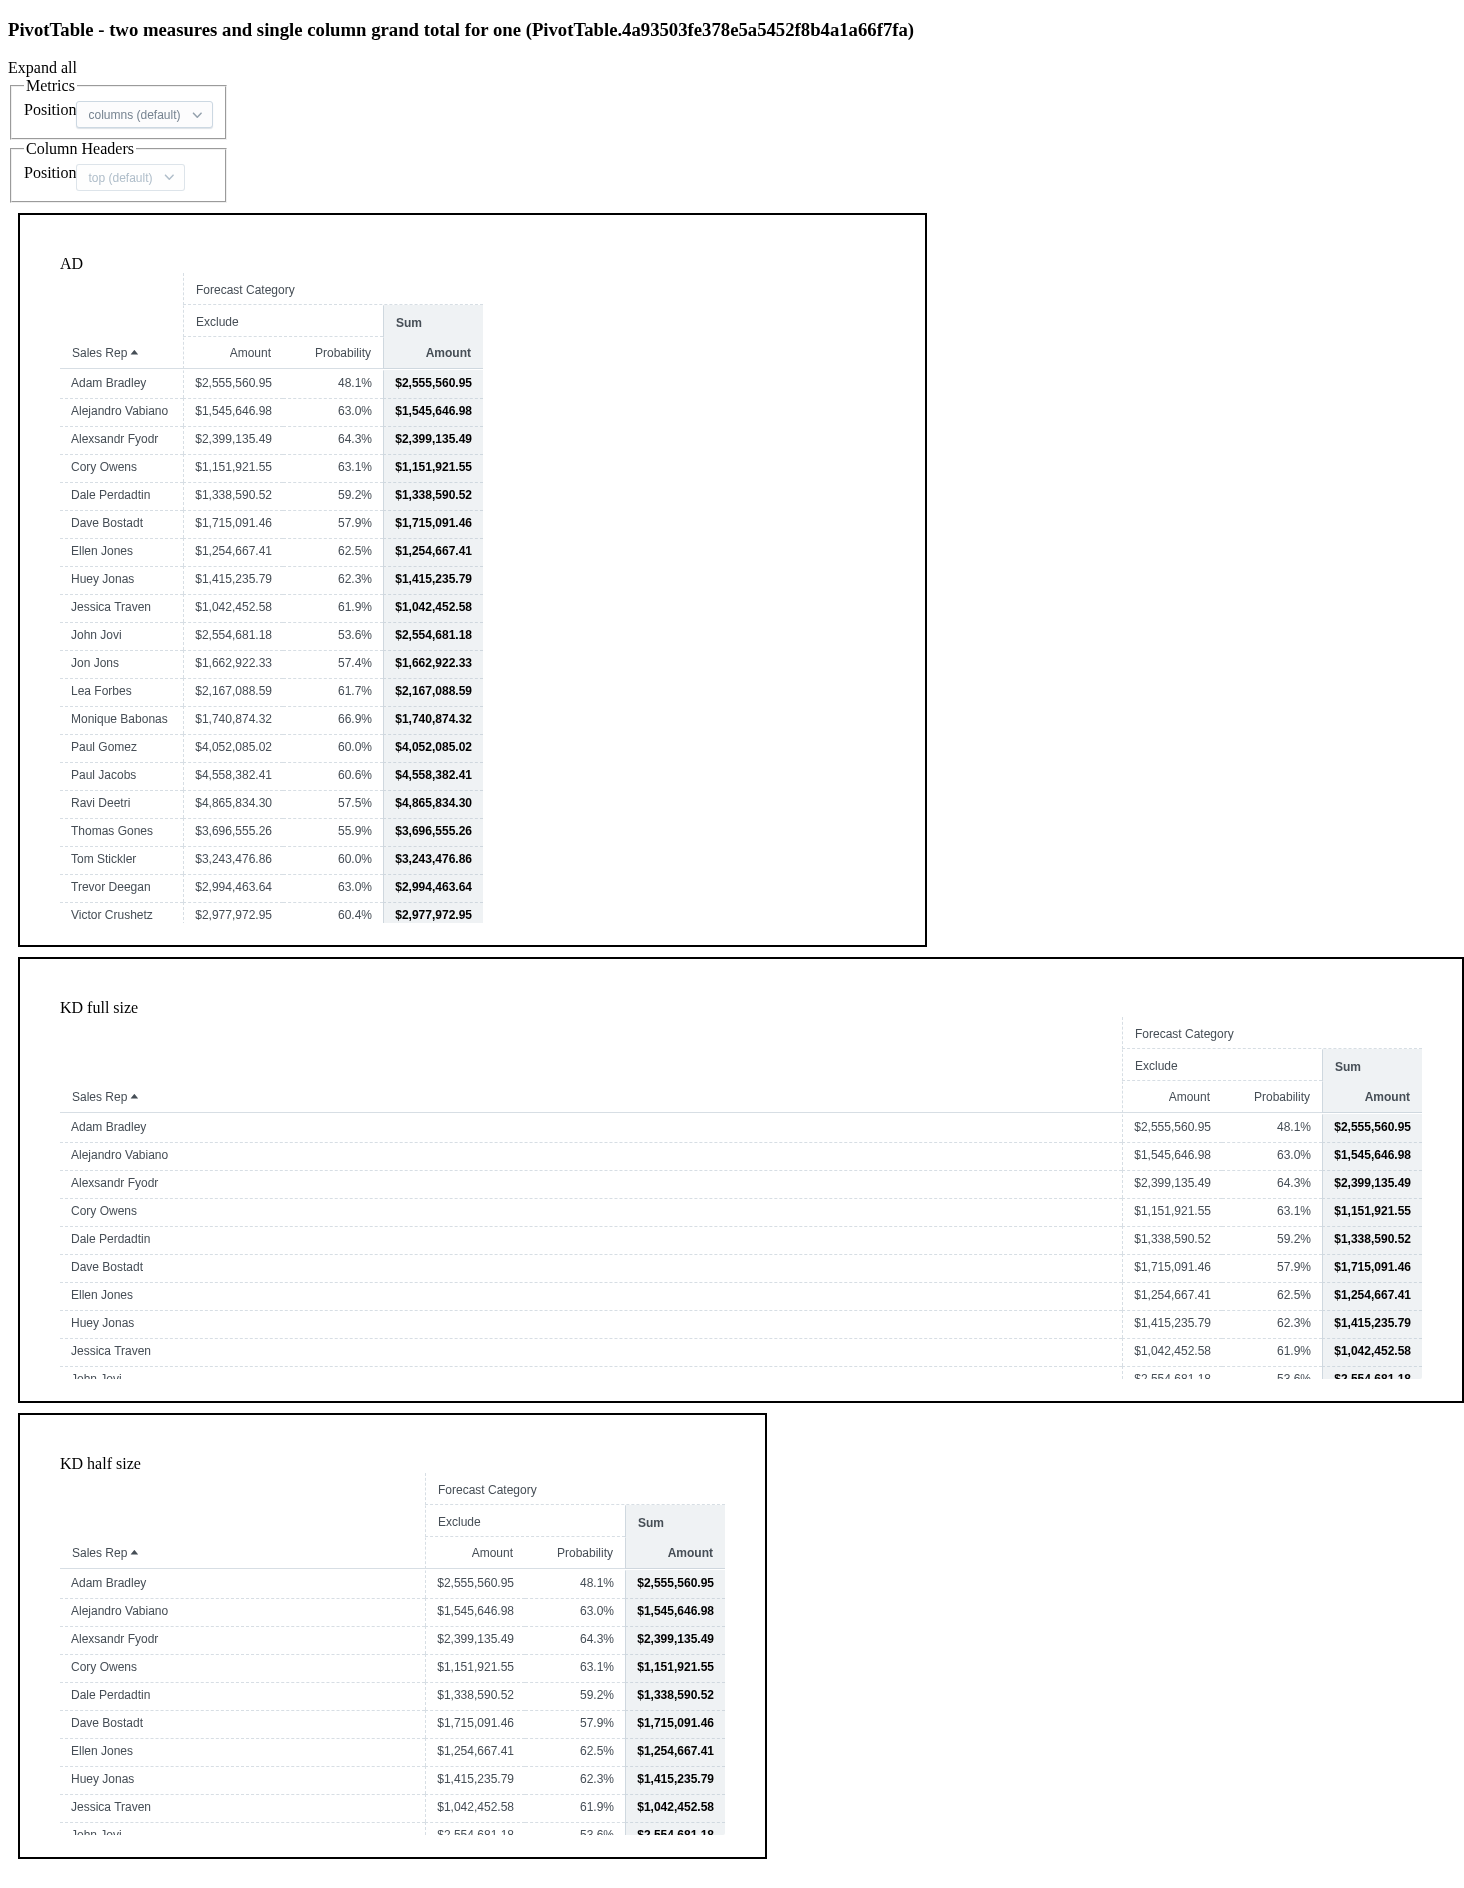 PivotTable - two measures and single column grand total for one (PivotTable.4a93503fe378e5a5452f8b4a1a66f7fa)
Expand all
Metrics
Position columns (default)
Column Headers
Position top (default)
AD
Forecast Category
Exclude Sum
Sales Rep Amount Probability Amount
Adam Bradley $2,555,560.95 48.1% $2,555,560.95
Alejandro Vabiano $1,545,646.98 63.0% $1,545,646.98
Alexsandr Fyodr $2,399,135.49 64.3% $2,399,135.49
Cory Owens $1,151,921.55 63.1% $1,151,921.55
Dale Perdadtin $1,338,590.52 59.2% $1,338,590.52
Dave Bostadt $1,715,091.46 57.9% $1,715,091.46
Ellen Jones $1,254,667.41 62.5% $1,254,667.41
Huey Jonas $1,415,235.79 62.3% $1,415,235.79
Jessica Traven $1,042,452.58 61.9% $1,042,452.58
John Jovi $2,554,681.18 53.6% $2,554,681.18
Jon Jons $1,662,922.33 57.4% $1,662,922.33
Lea Forbes $2,167,088.59 61.7% $2,167,088.59
Monique Babonas $1,740,874.32 66.9% $1,740,874.32
Paul Gomez $4,052,085.02 60.0% $4,052,085.02
Paul Jacobs $4,558,382.41 60.6% $4,558,382.41
Ravi Deetri $4,865,834.30 57.5% $4,865,834.30
Thomas Gones $3,696,555.26 55.9% $3,696,555.26
Tom Stickler $3,243,476.86 60.0% $3,243,476.86
Trevor Deegan $2,994,463.64 63.0% $2,994,463.64
Victor Crushetz $2,977,972.95 60.4% $2,977,972.95
KD full size
Forecast Category
Exclude Sum
Sales Rep Amount Probability Amount
Adam Bradley $2,555,560.95 48.1% $2,555,560.95
Alejandro Vabiano $1,545,646.98 63.0% $1,545,646.98
Alexsandr Fyodr $2,399,135.49 64.3% $2,399,135.49
Cory Owens $1,151,921.55 63.1% $1,151,921.55
Dale Perdadtin $1,338,590.52 59.2% $1,338,590.52
Dave Bostadt $1,715,091.46 57.9% $1,715,091.46
Ellen Jones $1,254,667.41 62.5% $1,254,667.41
Huey Jonas $1,415,235.79 62.3% $1,415,235.79
Jessica Traven $1,042,452.58 61.9% $1,042,452.58
John Jovi $2,554,681.18 53.6% $2,554,681.18
KD half size
Forecast Category
Exclude Sum
Sales Rep Amount Probability Amount
Adam Bradley $2,555,560.95 48.1% $2,555,560.95
Alejandro Vabiano $1,545,646.98 63.0% $1,545,646.98
Alexsandr Fyodr $2,399,135.49 64.3% $2,399,135.49
Cory Owens $1,151,921.55 63.1% $1,151,921.55
Dale Perdadtin $1,338,590.52 59.2% $1,338,590.52
Dave Bostadt $1,715,091.46 57.9% $1,715,091.46
Ellen Jones $1,254,667.41 62.5% $1,254,667.41
Huey Jonas $1,415,235.79 62.3% $1,415,235.79
Jessica Traven $1,042,452.58 61.9% $1,042,452.58
John Jovi $2,554,681.18 53.6% $2,554,681.18